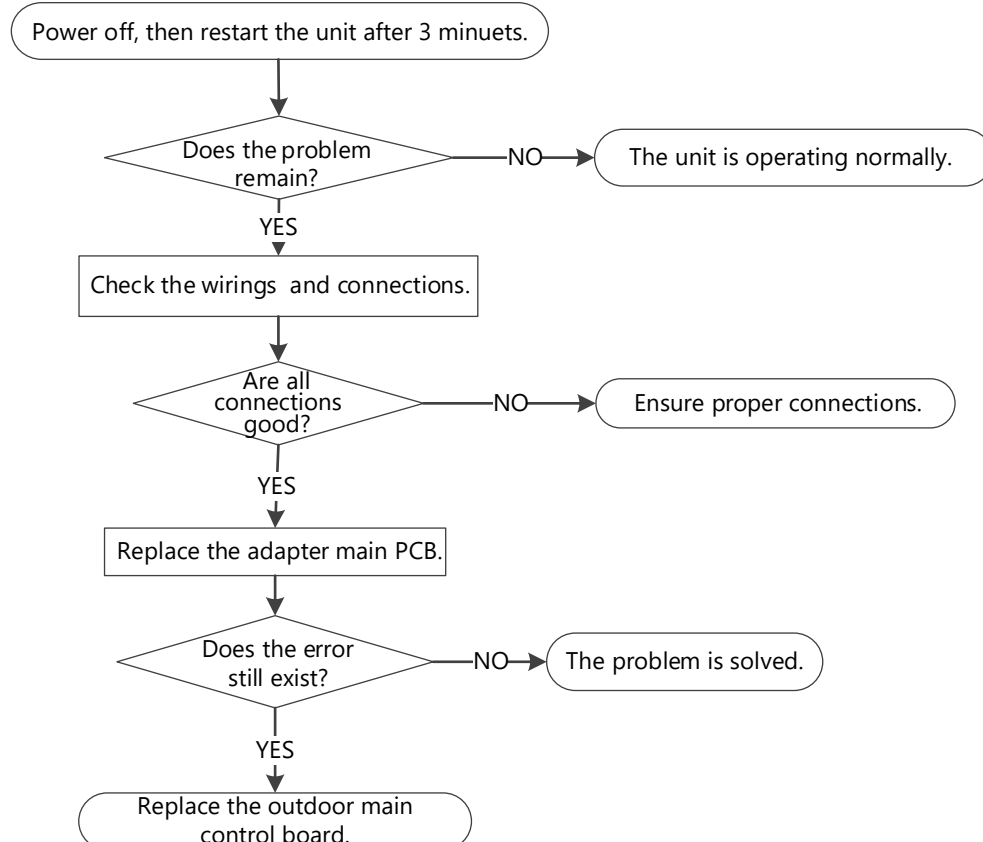 Power off, then restart the unit after 3 minuets.
Does the problem
remain?
NO
The unit is operating normally.
YES
Check the wirings and connections.
Are all
connections
good?
NO
Ensure proper connections.
YES
Replace the adapter main PCB.
Does the error
still exist?
NO
The problem is solved.
YES
Replace the outdoor main
control board.